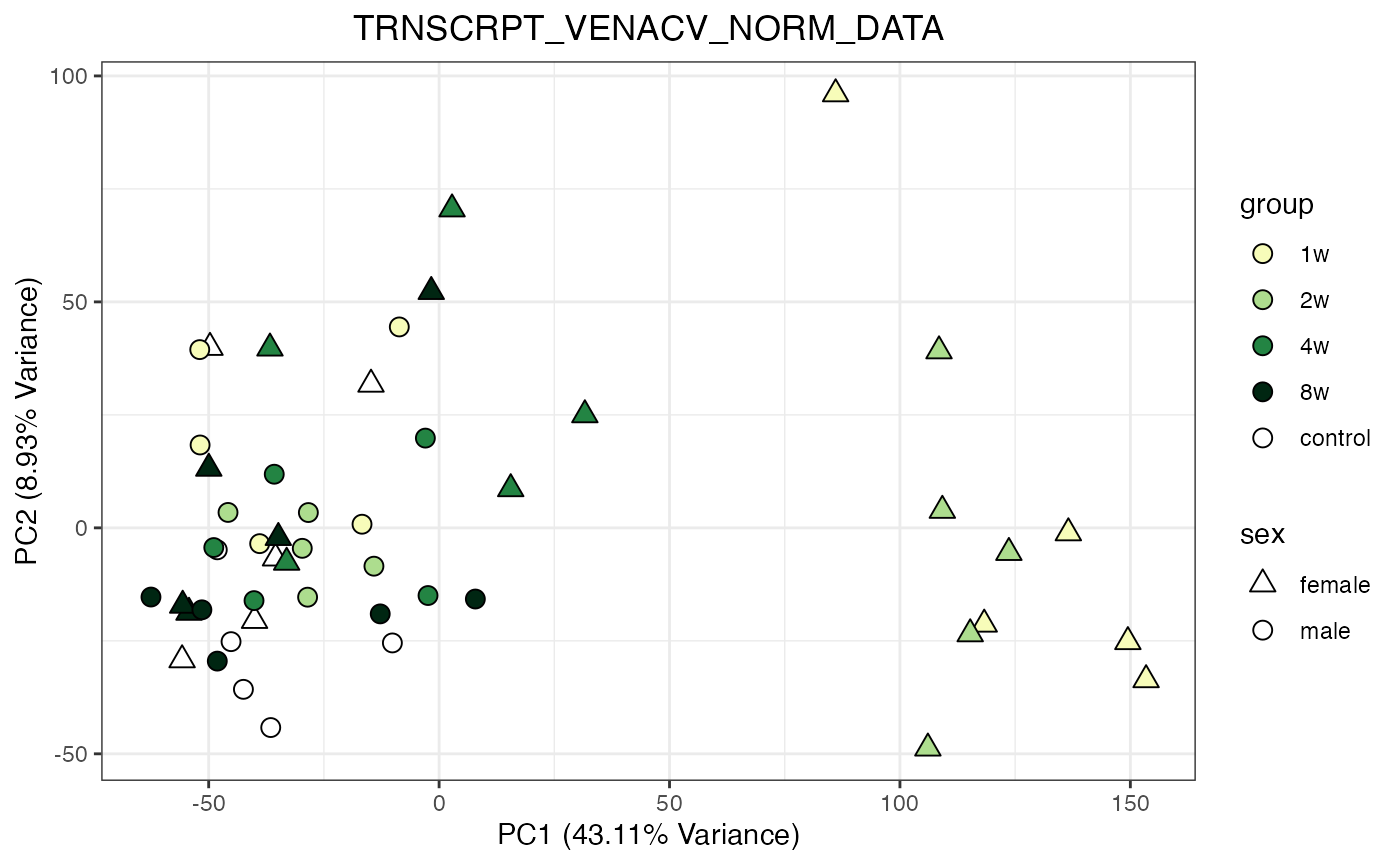 TRNSCRPT_VENACV_NORM_DATA
100
50
0
-50
PC2 (8.93% Variance)
-50
0
50
100
150
PC1 (43.11% Variance)
group
1w
2w
4w
8w
control
sex
female
male